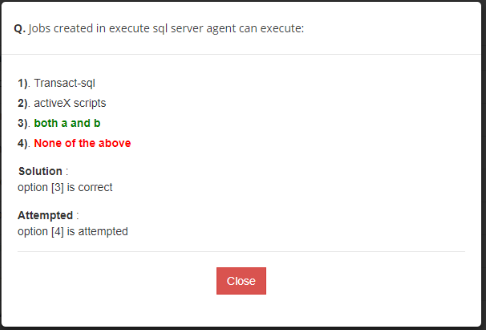 Q. Jobs created in execute sql server agent can execute:
1). Transact-sql
2). activeX scripts
3). both a and b
4). None of the above
Solution :
option [3] is correct
Attempted :
option [4] is attempted
Close